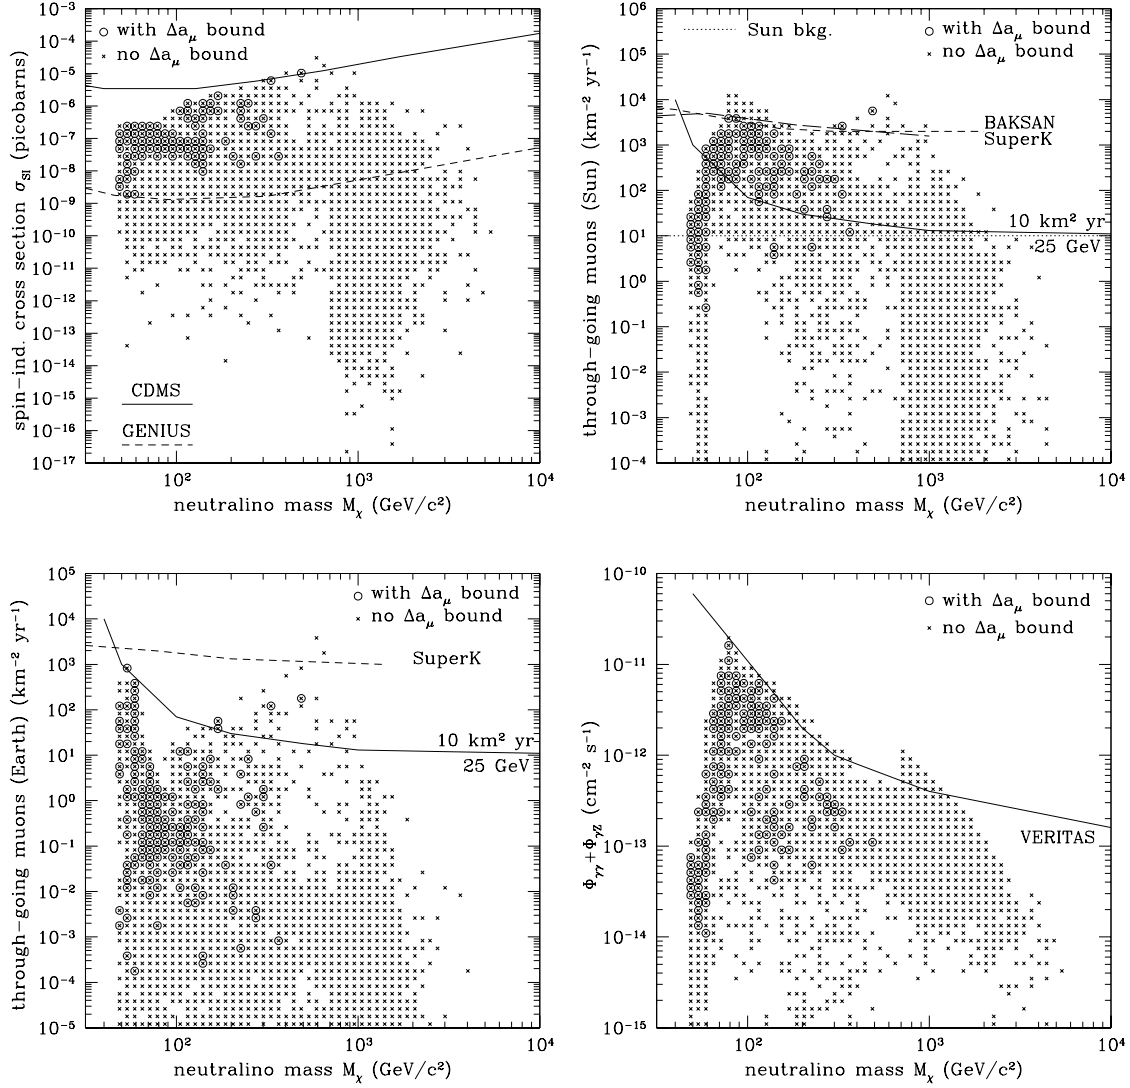 10⁻³
10⁻⁴
10⁻⁵
10⁻⁶
10⁻⁷
10⁻⁸
10⁻⁹
10⁻¹⁰
10⁻¹¹
10⁻¹²
10⁻¹³
10⁻¹⁴
10⁻¹⁵
10⁻¹⁶
10⁻¹⁷
spin−ind. cross section σ_SI (picobarns)
with Δa_μ bound
no Δa_μ bound
CDMS
GENIUS
10² 10³ 10⁴
neutralino mass M_χ (GeV/c²)
10⁶
10⁵
10⁴
10³
10²
10¹
10⁰
10⁻¹
10⁻²
10⁻³
10⁻⁴
through−going muons (Sun) (km⁻² yr⁻¹)
Sun bkg.
with Δa_μ bound
no Δa_μ bound
BAKSAN
SuperK
10 km² yr
25 GeV
10² 10³ 10⁴
neutralino mass M_χ (GeV/c²)
10⁵
10⁴
10³
10²
10¹
10⁰
10⁻¹
10⁻²
10⁻³
10⁻⁴
10⁻⁵
through−going muons (Earth) (km⁻² yr⁻¹)
with Δa_μ bound
no Δa_μ bound
SuperK
10 km² yr
25 GeV
10² 10³ 10⁴
neutralino mass M_χ (GeV/c²)
10⁻¹⁰
10⁻¹¹
10⁻¹²
10⁻¹³
10⁻¹⁴
10⁻¹⁵
Φ_γγ+Φ_γZ (cm⁻² s⁻¹)
with Δa_μ bound
no Δa_μ bound
VERITAS
10² 10³ 10⁴
neutralino mass M_χ (GeV/c²)